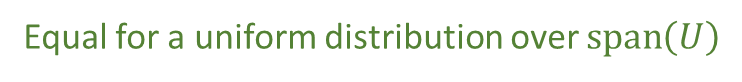 Equal for a uniform distribution over span(𝑈)